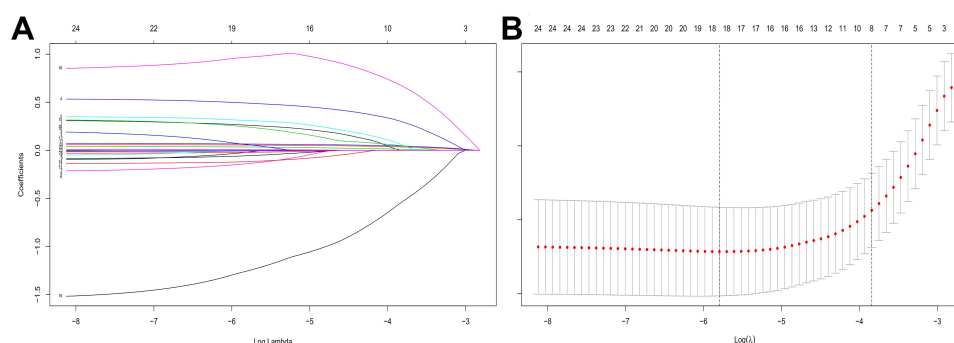 A
24 22 19 16 10 3
1.0
0.5
0.0
−0.5
−1.0
−1.5
Coefficients
4
−8 −7 −6 −5 −4 −3
Log Lambda
B
24 24 24 23 23 22 21 20 20 20 19 18 18 17 17 16 14 13 12 11 10 8 7 7 5 5 3
−8 −7 −6 −5 −4 −3
Log(λ)